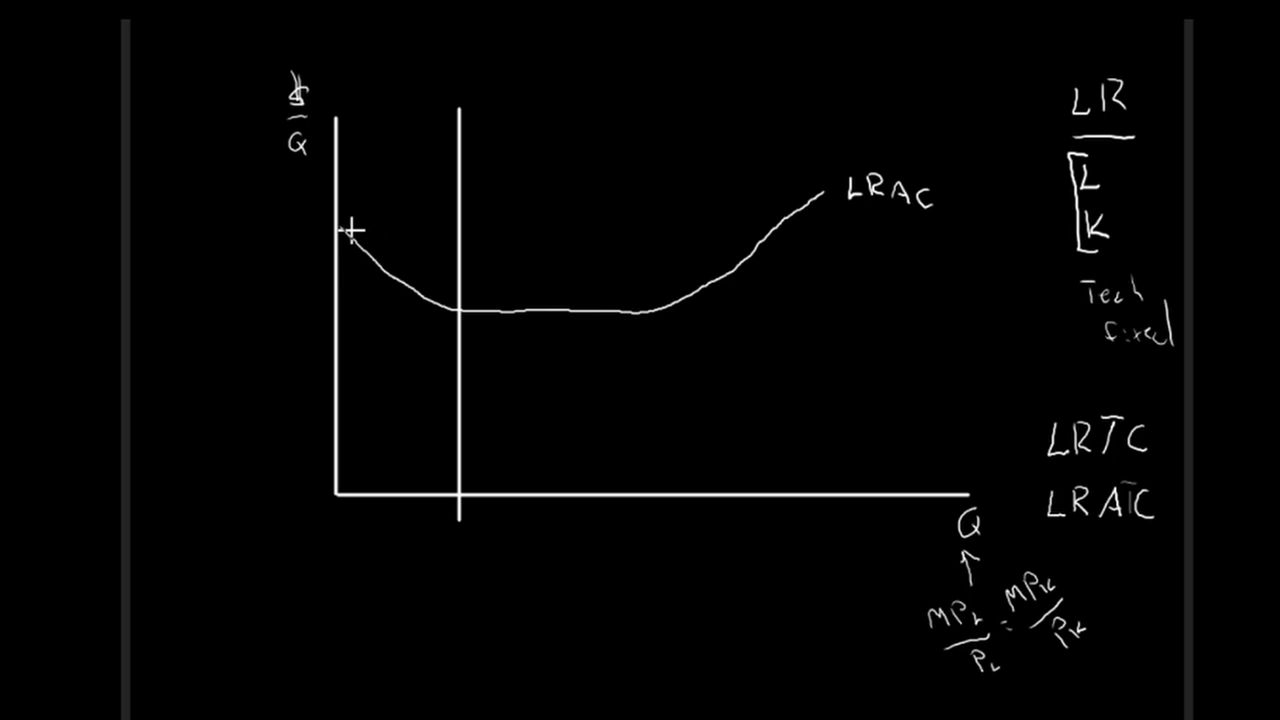 $
Q
LRAC
LR
L
K
Tech
fixed
LRTC
LRATC
Q
MPL = MPK
PL PK